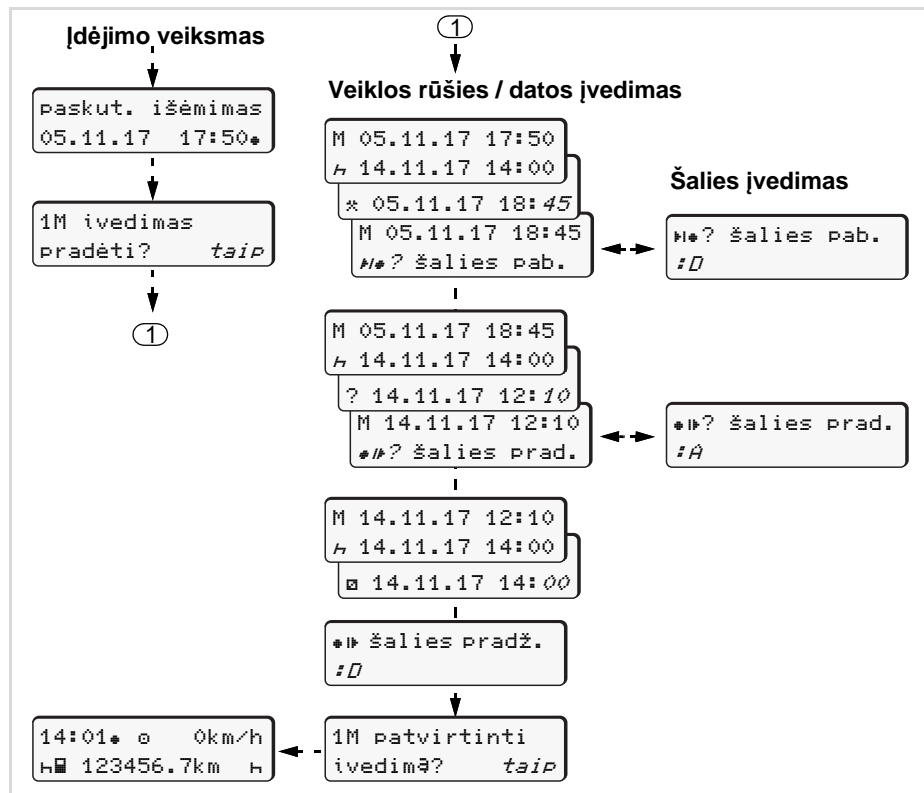 Įdėjimo veiksmas
paskut. išėmimas
05.11.17 17:50
1M ivedimas
pradėti? taip
1
1
Veiklos rūšies / datos įvedimas
M 05.11.17 17:50
14.11.17 14:00
05.11.17 18:45
M 05.11.17 18:45
? šalies pab.
Šalies įvedimas
? šalies pab.
:D
M 05.11.17 18:45
14.11.17 14:00
? 14.11.17 12:10
M 14.11.17 12:10
? šalies prad.
? šalies prad.
:A
M 14.11.17 12:10
14.11.17 14:00
14.11.17 14:00
šalies pradž.
:D
1M patvirtinti
ivedimą? taip
14:01 0km/h
123456.7km